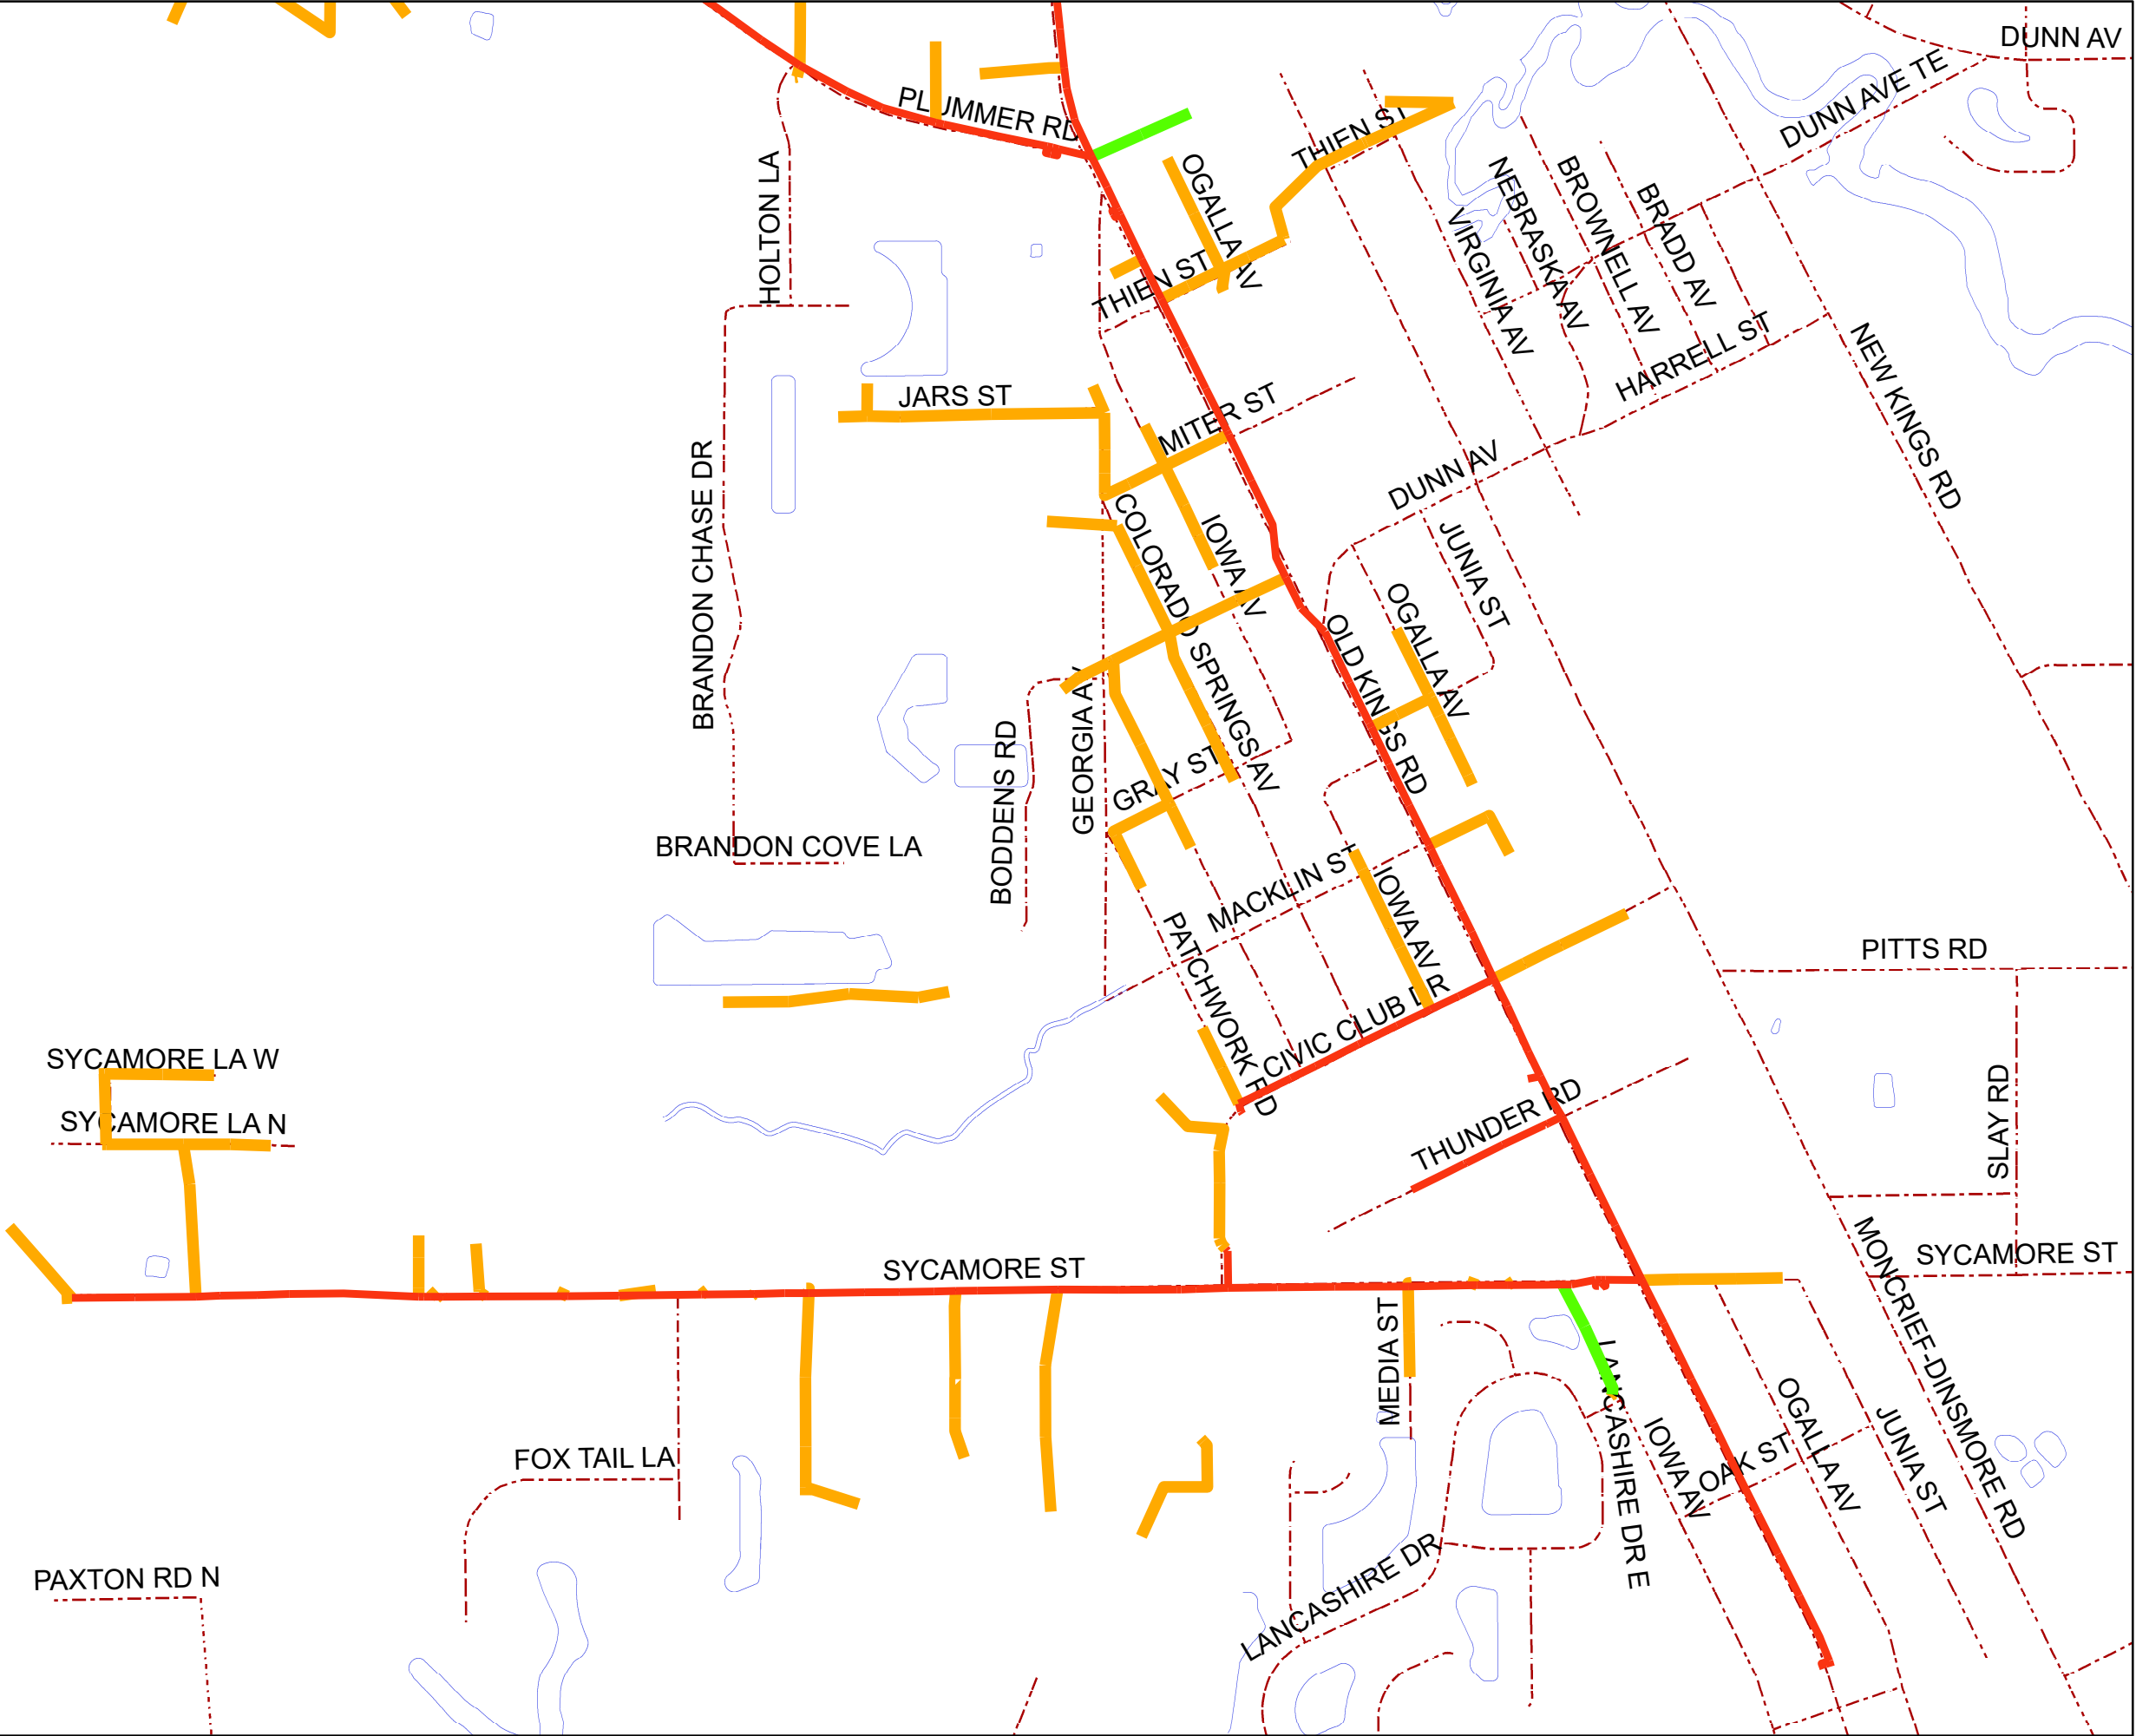 DUNN AV
DUNN AVE TE
PLUMMER RD
THIEN ST
HOLTON LA
OGALLA AV
NEBRASKA AV
BROWNELL AV
BRADD AV
VIRGINIA AV
THIEN ST
HARRELL ST
NEW KINGS RD
JARS ST
MITER ST
DUNN AV
BRANDON CHASE DR
COLORADO SPRINGS AV
IOWA AV
JUNIA ST
OGALLA AV
OLD KINGS RD
GEORGIA AV
BODDENS RD
GRAY ST
BRANDON COVE LA
MACKLIN ST
IOWA AV
PATCHWORK RD
PITTS RD
CIVIC CLUB DR
SYCAMORE LA W
SYCAMORE LA N
THUNDER RD
SLAY RD
SYCAMORE ST
SYCAMORE ST
MONCRIEF-DINSMORE RD
MEDIA ST
LANCASHIRE DR E
OGALLA AV
JUNIA ST
IOWA AV
OAK ST
FOX TAIL LA
LANCASHIRE DR
PAXTON RD N